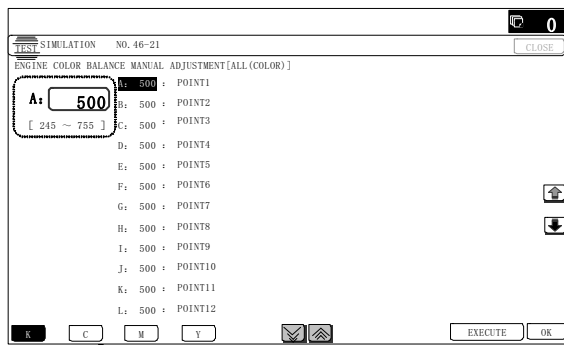 0
TEST SIMULATION NO. 46-21
CLOSE
ENGINE COLOR BALANCE MANUAL ADJUSTMENT[ALL(COLOR)]
A: 500
[ 245 ~ 755 ]
A: 500 : POINT1
B: 500 : POINT2
C: 500 : POINT3
D: 500 : POINT4
E: 500 : POINT5
F: 500 : POINT6
G: 500 : POINT7
H: 500 : POINT8
I: 500 : POINT9
J: 500 : POINT10
K: 500 : POINT11
L: 500 : POINT12
K C M Y EXECUTE OK